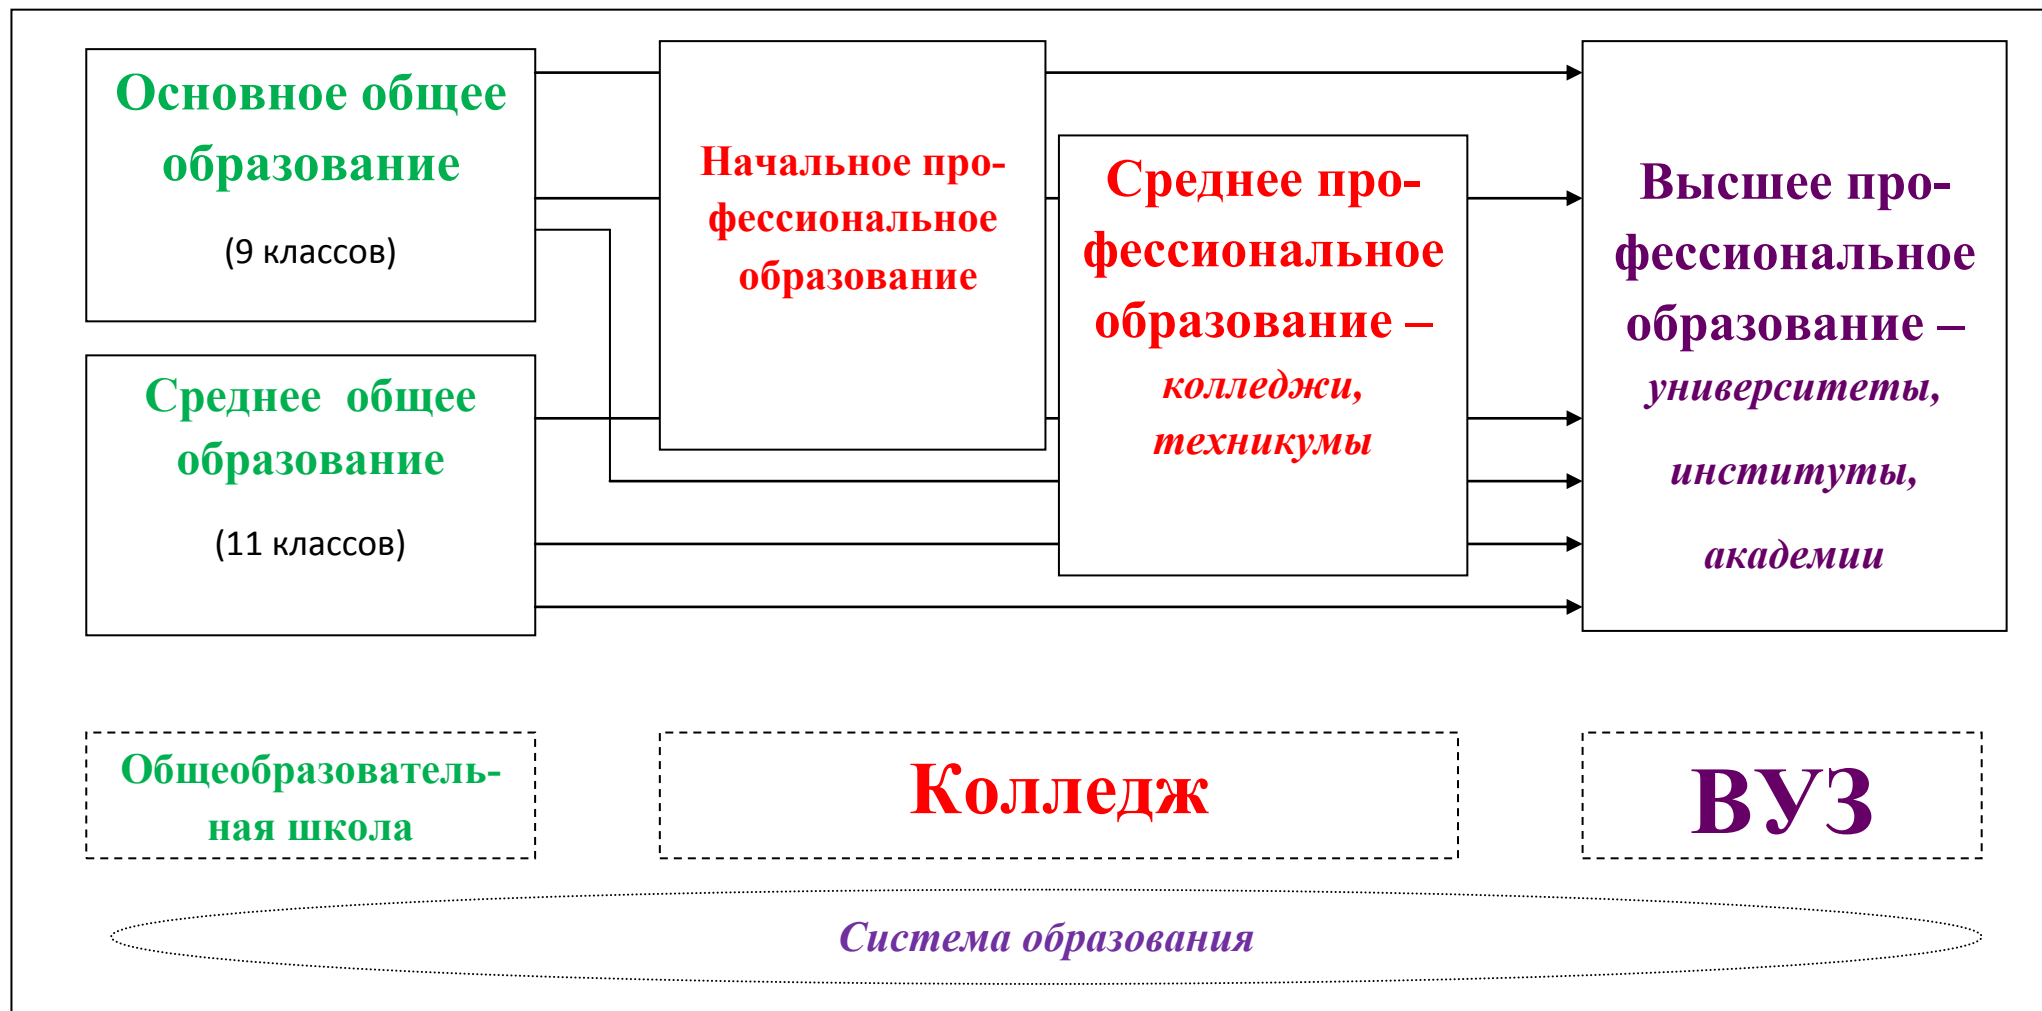 Основное общее
образование
(9 классов)
Среднее общее
образование
(11 классов)
Начальное про-
фессиональное
образование
Среднее про-
фессиональное
образование –
колледжи,
техникумы
Высшее про-
фессиональное
образование –
университеты,
институты,
академии
Общеобразователь-
ная школа
Колледж
ВУЗ
Система образования